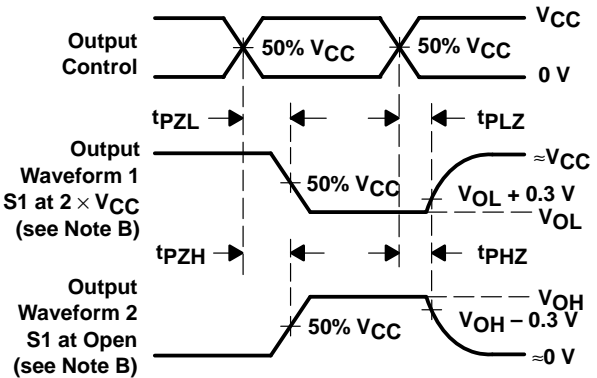 VCC
Output
Control
50% VCC
50% VCC
0 V
tPZL
tPLZ
Output
Waveform 1
S1 at 2 × VCC
(see Note B)
≈VCC
50% VCC
VOL + 0.3 V
VOL
tPZH
tPHZ
Output
Waveform 2
S1 at Open
(see Note B)
VOH
50% VCC
VOH – 0.3 V
≈0 V